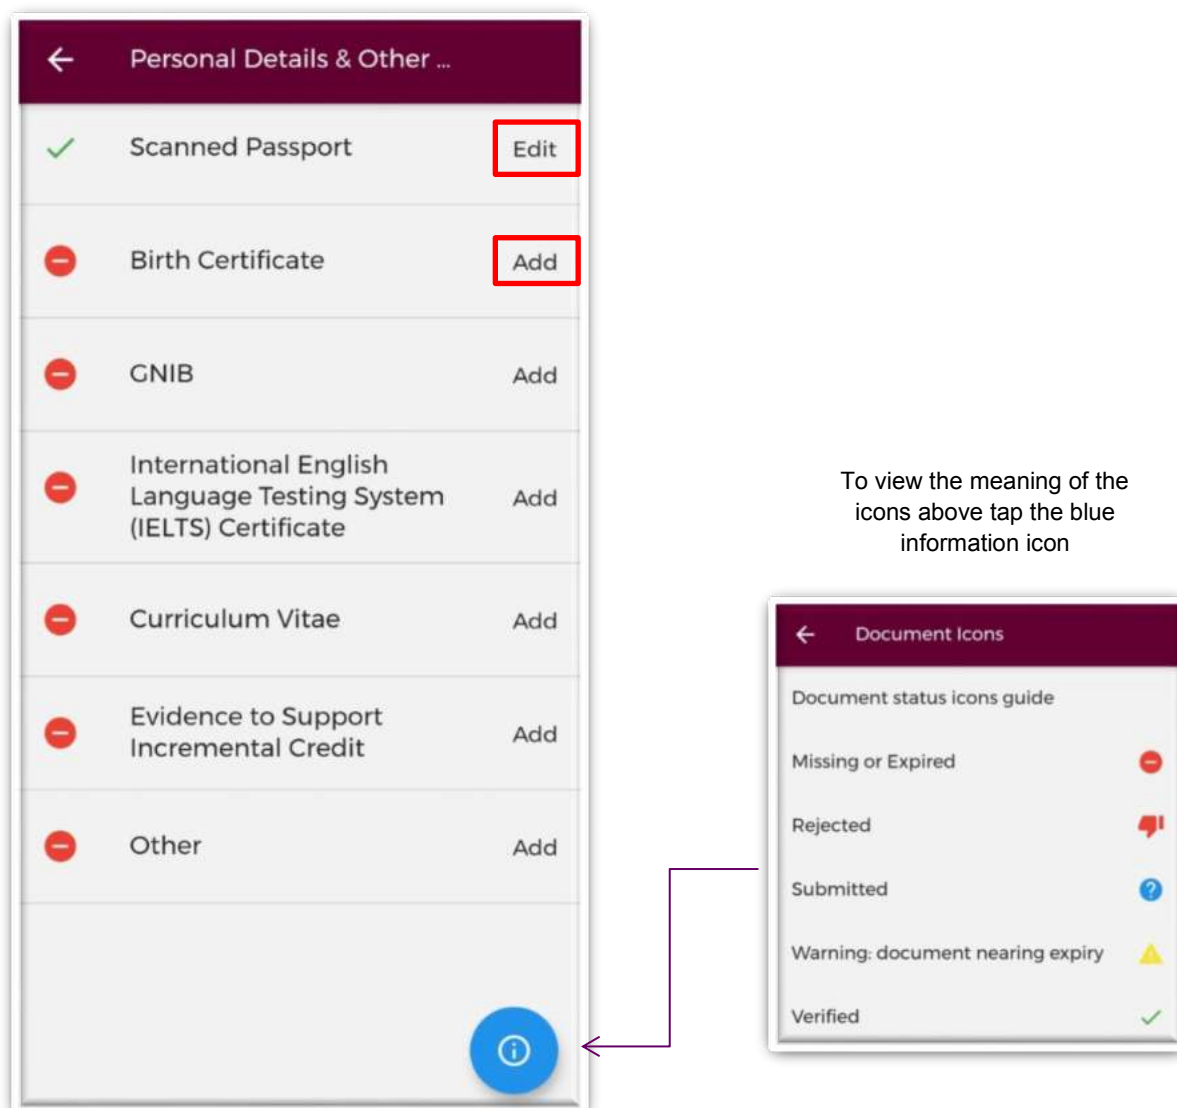 Personal Details & Other ...
Scanned Passport
Edit
Birth Certificate
Add
GNIB
Add
International English
Language Testing System
(IELTS) Certificate
Add
Curriculum Vitae
Add
Evidence to Support
Incremental Credit
Add
Other
Add
To view the meaning of the
icons above tap the blue
information icon
Document Icons
Document status icons guide
Missing or Expired
Rejected
Submitted
Warning: document nearing expiry
Verified